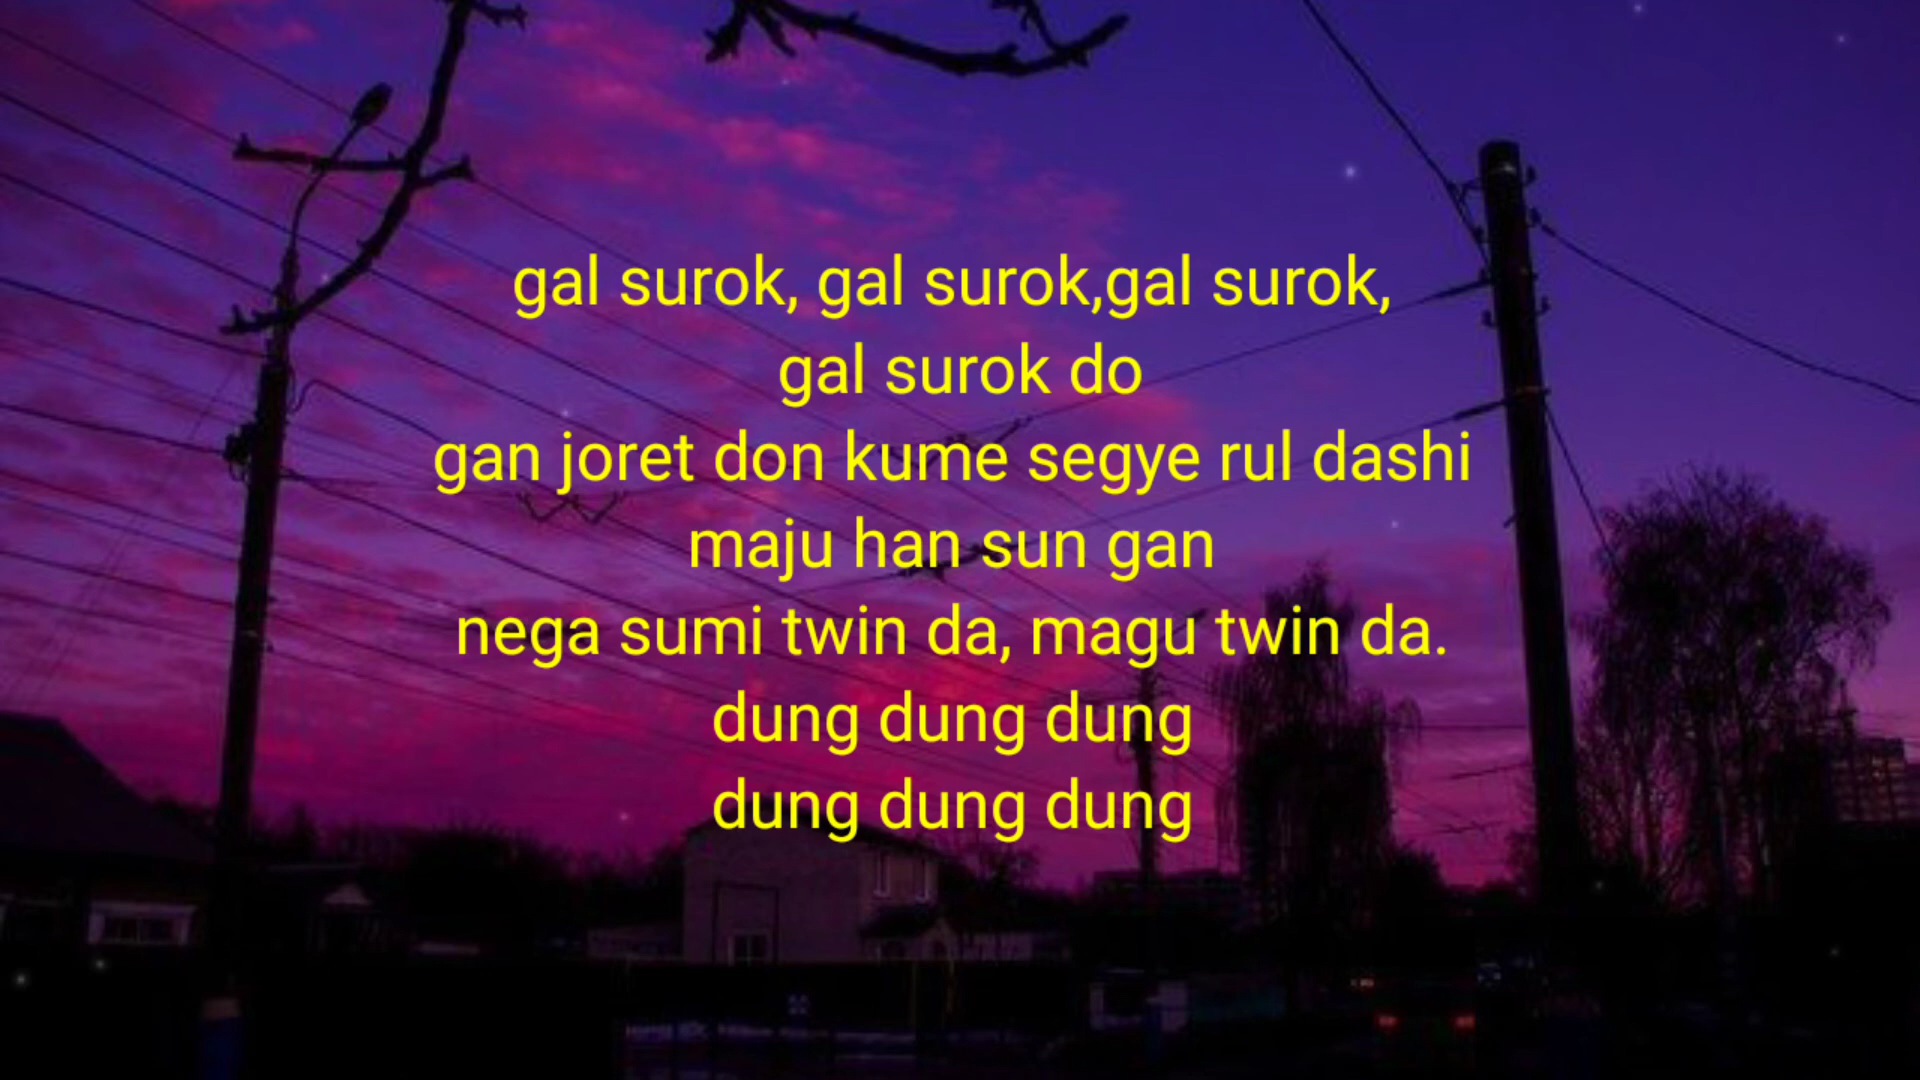 gal surok, gal surok,gal surok,
gal surok do
gan joret don kume segye rul dashi
maju han sun gan
nega sumi twin da, magu twin da.
dung dung dung
dung dung dung